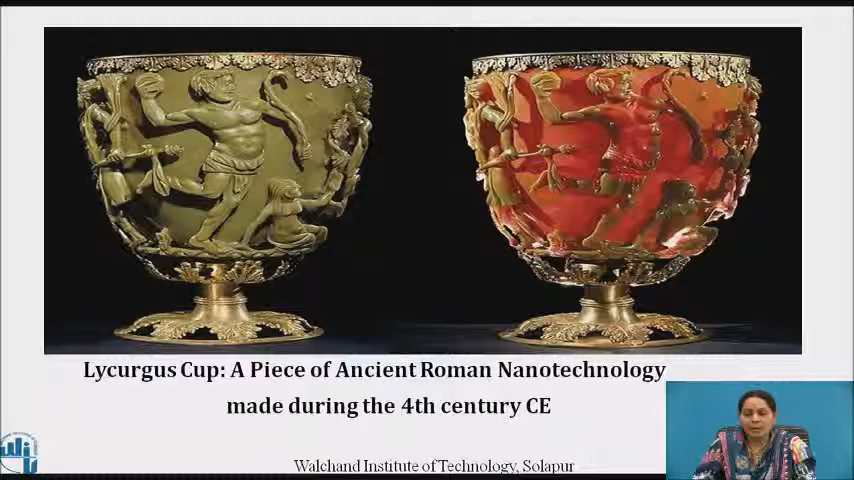 Lycurgus Cup: A Piece of Ancient Roman Nanotechnology
made during the 4th century CE
Walchand Institute of Technology, Solapur